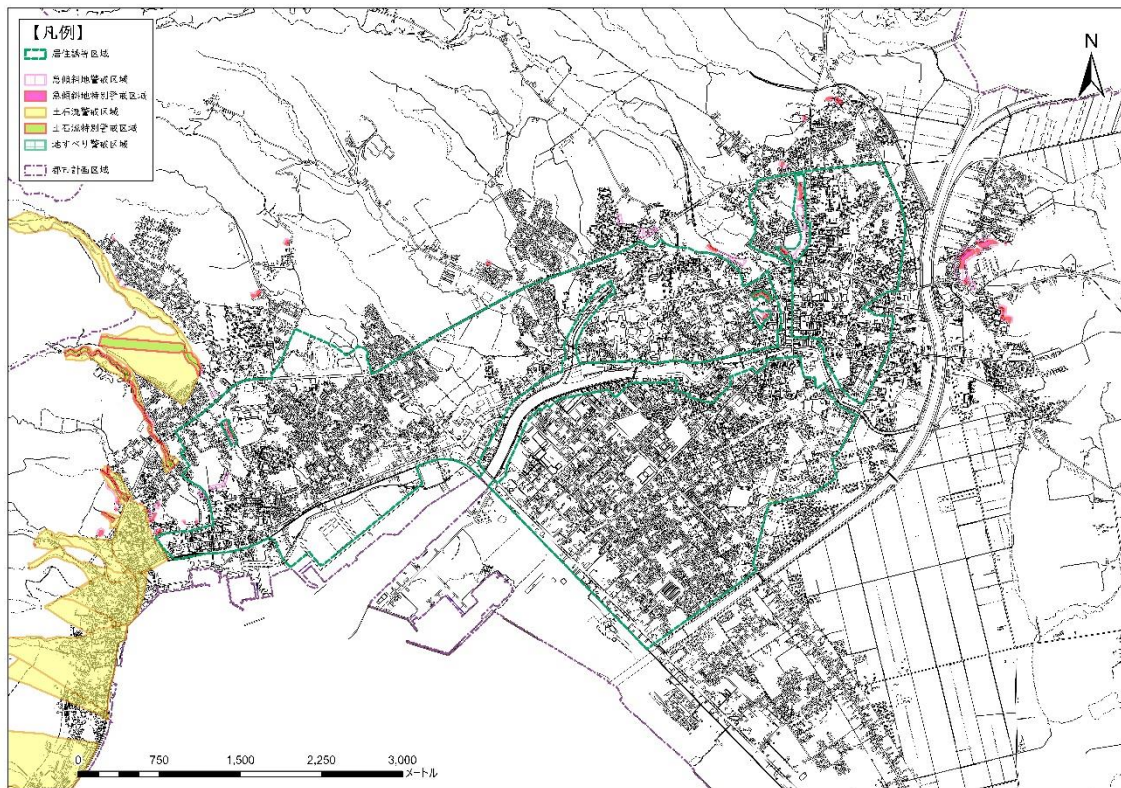 【凡例】
居住誘導区域
急傾斜地警戒区域
急傾斜地特別警戒区域
土石流警戒区域
土石流特別警戒区域
地すべり警戒区域
都市計画区域
N
0 750 1,500 2,250 3,000
メートル